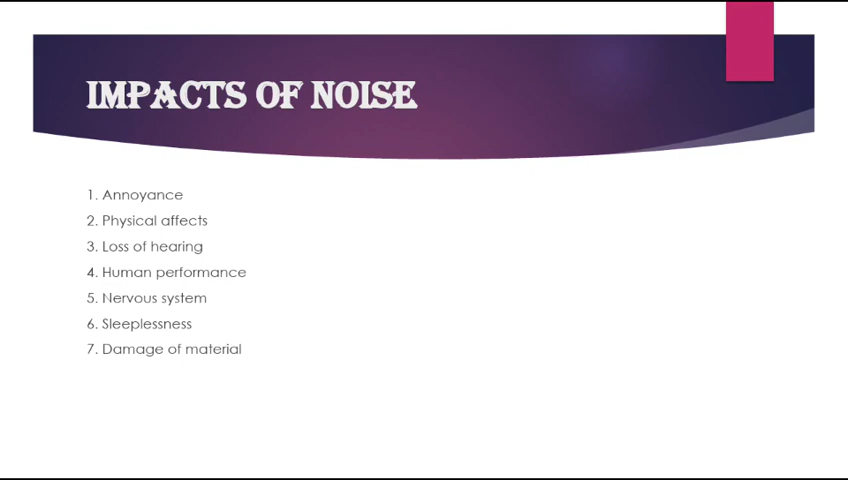 IMPACTS OF NOISE
1. Annoyance
2. Physical affects
3. Loss of hearing
4. Human performance
5. Nervous system
6. Sleeplessness
7. Damage of material